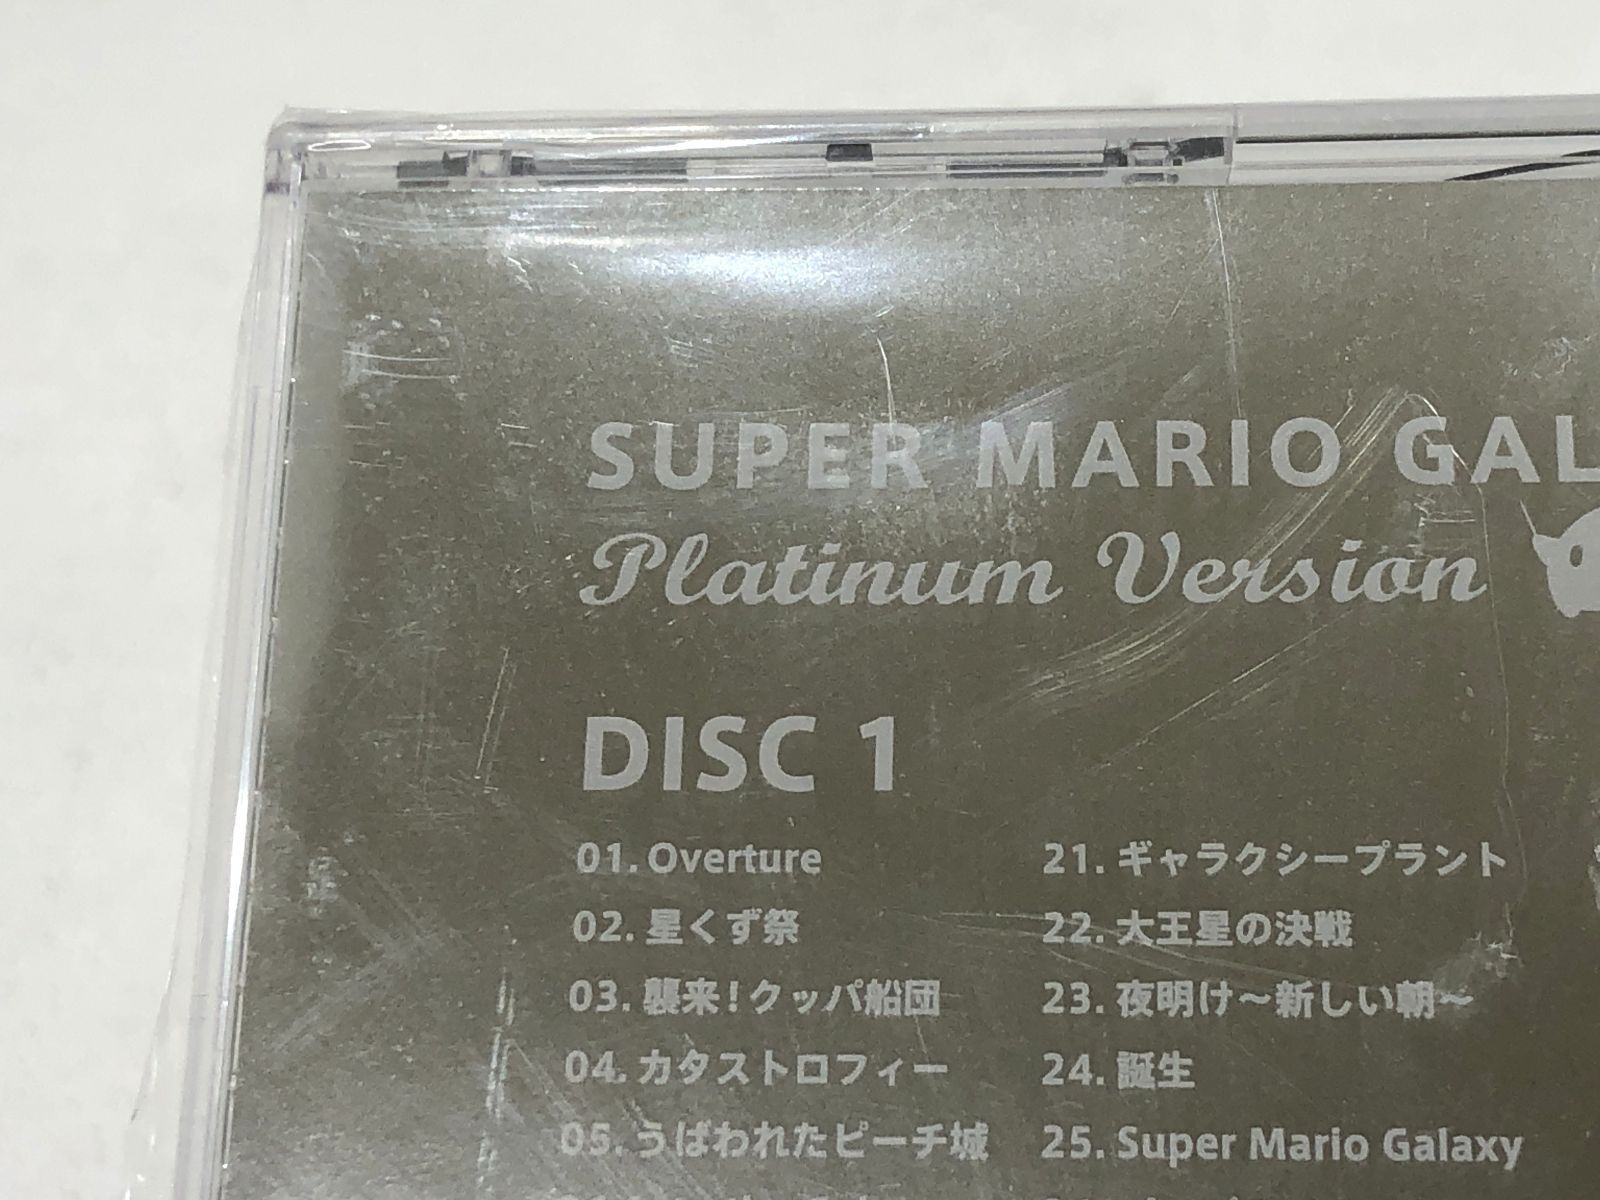 SUPER MARIO GAL
Platinum Version
DISC 1
01. Overture
02. 星くず祭
03. 襲来!クッパ船団
04. カタストロフィー
05. うばわれたピーチ城
21. ギャラクシープラント
22. 大王星の決戦
23. 夜明け～新しい朝～
24. 誕生
25. Super Mario Galaxy